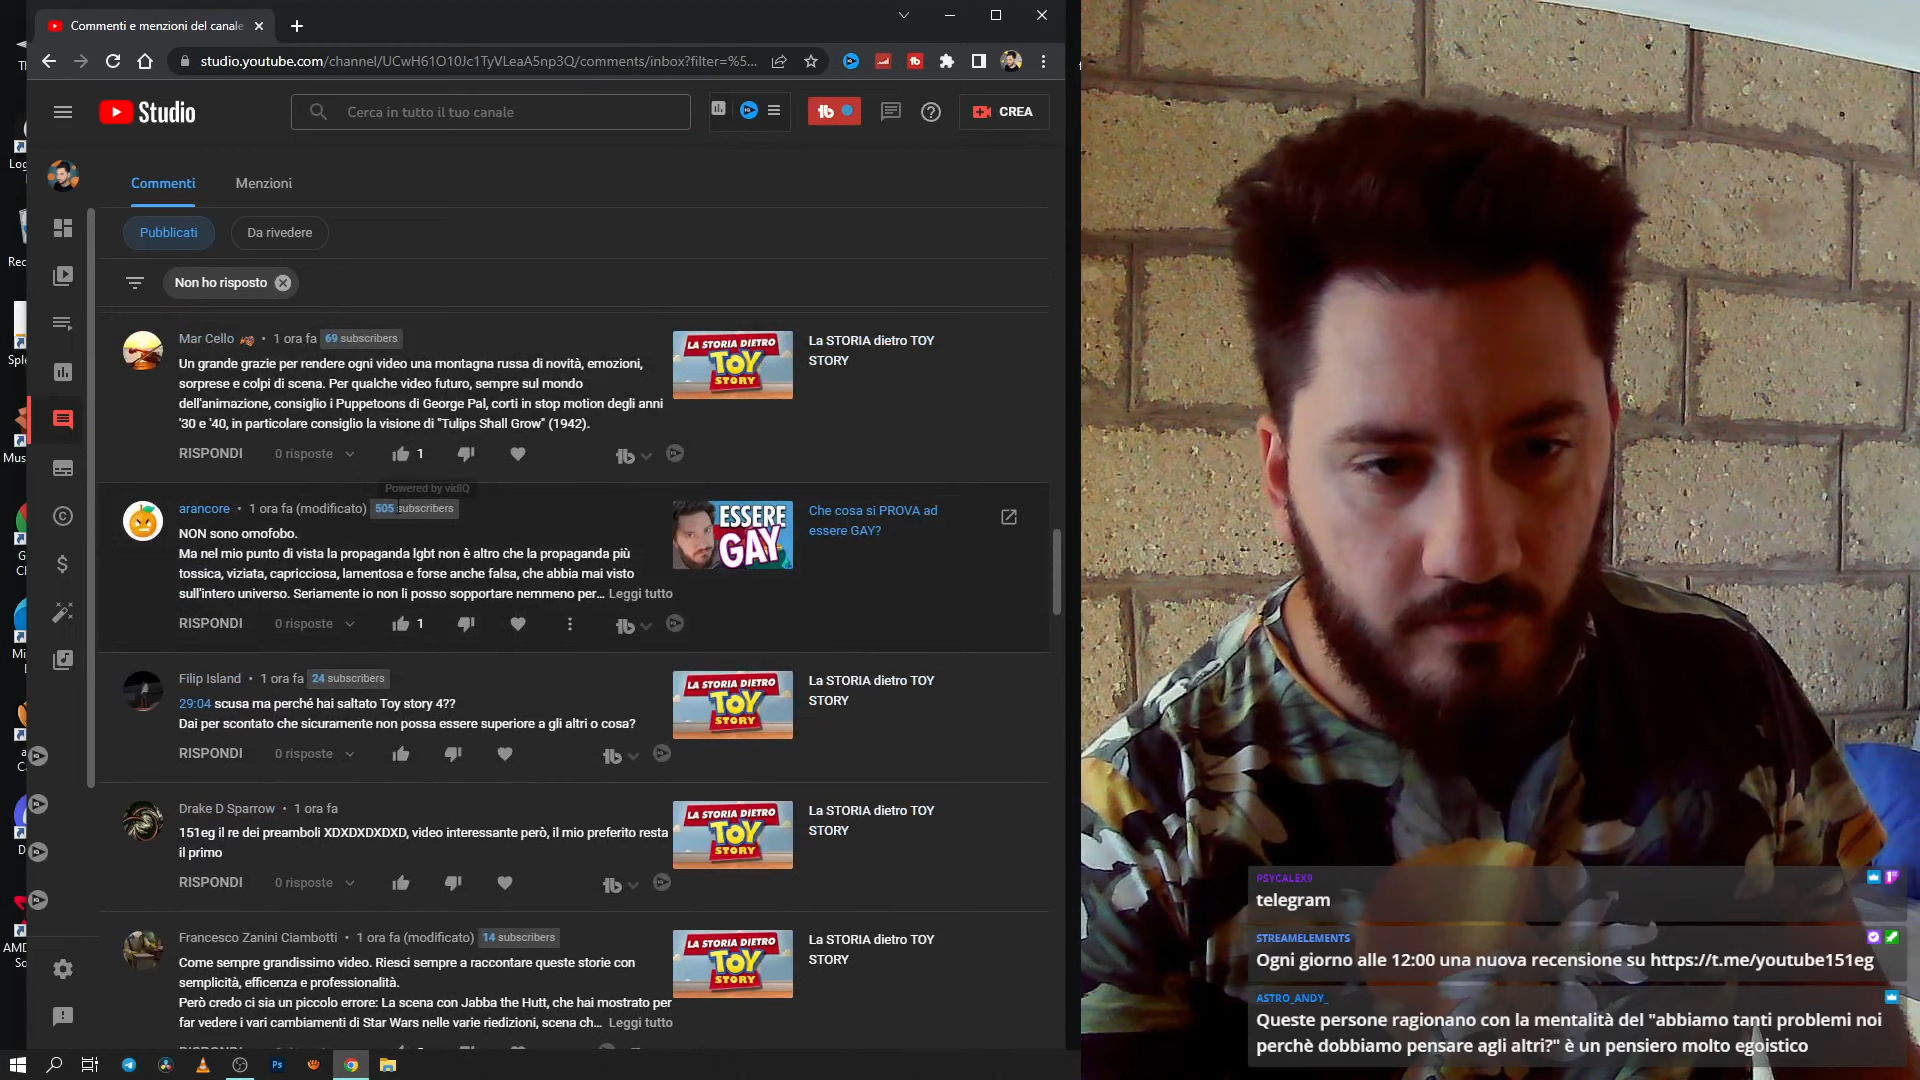 Commenti e menzioni del canale
studio.youtube.com/channel/UCwH61O10Jc1TyVLeaA5np3Q/comments/inbox?filter=%5...
Studio
Cerca in tutto il tuo canale
CREA
Commenti
Menzioni
Pubblicati
Da rivedere
Non ho risposto
Mar Cello • 1 ora fa 69 subscribers
Un grande grazie per rendere ogni video una montagna russa di novità, emozioni,
sorprese e colpi di scena. Per qualche video futuro, sempre sul mondo
dell'animazione, consiglio i Puppetoons di George Pal, corti in stop motion degli anni
'30 e '40, in particolare consiglio la visione di "Tulips Shall Grow" (1942).
RISPONDI 0 risposte 1
LA STORIA DIETRO
TOY
STORY
La STORIA dietro TOY
STORY
Powered by vidIQ
arancore • 1 ora fa (modificato) 505 subscribers
NON sono omofobo.
Ma nel mio punto di vista la propaganda lgbt non è altro che la propaganda più
tossica, viziata, capricciosa, lamentosa e forse anche falsa, che abbia mai visto
sull'intero universo. Seriamente io non li posso sopportare nemmeno per... Leggi tutto
RISPONDI 0 risposte 1
ESSERE
GAY
Che cosa si PROVA ad
essere GAY?
Filip Island • 1 ora fa 24 subscribers
29:04 scusa ma perché hai saltato Toy story 4??
Dai per scontato che sicuramente non possa essere superiore a gli altri o cosa?
RISPONDI 0 risposte
LA STORIA DIETRO
TOY
STORY
La STORIA dietro TOY
STORY
Drake D Sparrow • 1 ora fa
151eg il re dei preamboli XDXDXDXDXD, video interessante però, il mio preferito resta
il primo
RISPONDI 0 risposte
LA STORIA DIETRO
TOY
STORY
La STORIA dietro TOY
STORY
Francesco Zanini Ciambotti • 1 ora fa (modificato) 14 subscribers
Come sempre grandissimo video. Riesci sempre a raccontare queste storie con
semplicità, efficenza e professionalità.
Però credo ci sia un piccolo errore: La scena con Jabba the Hutt, che hai mostrato per
far vedere i vari cambiamenti di Star Wars nelle varie riedizioni, scena ch... Leggi tutto
LA STORIA DIETRO
TOY
STORY
La STORIA dietro TOY
STORY
Ps
PSYCALEX9
telegram
STREAMELEMENTS
Ogni giorno alle 12:00 una nuova recensione su https://t.me/youtube151eg
ASTRO_ANDY_
Queste persone ragionano con la mentalità del "abbiamo tanti problemi noi
perchè dobbiamo pensare agli altri?" è un pensiero molto egoistico